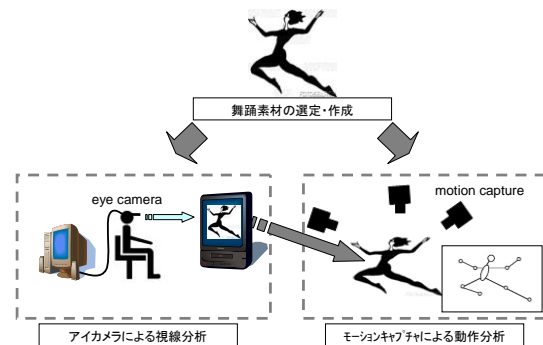 舞踊素材の選定・作成
eye camera
motion capture
アイカメラによる視線分析
ﾓｰｼｮﾝｷｬﾌﾟﾁｬによる動作分析